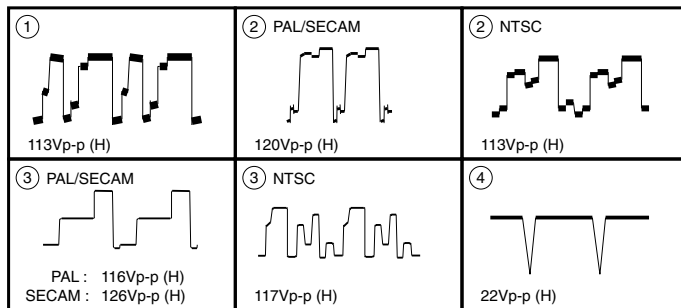 ① 
113Vp-p (H)
② PAL/SECAM
120Vp-p (H)
② NTSC
113Vp-p (H)
③ PAL/SECAM
PAL : 116Vp-p (H)
SECAM : 126Vp-p (H)
③ NTSC
117Vp-p (H)
④
22Vp-p (H)